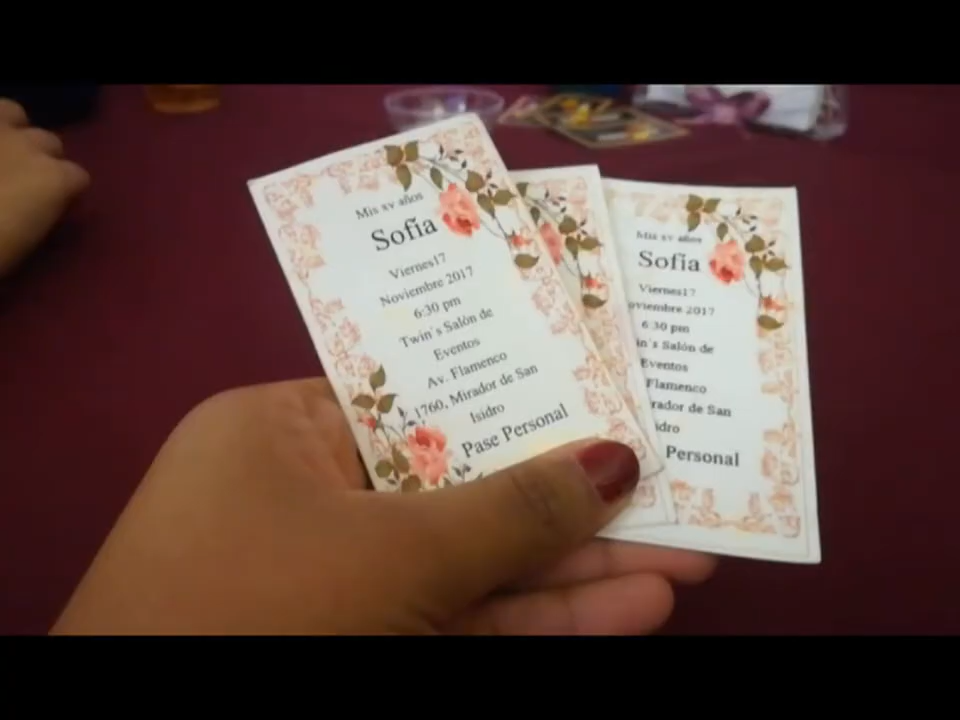 Mis xv años
Sofía
Viernes17
Noviembre 2017
6:30 pm
Twin´s Salón de
Eventos
Av. Flamenco
1760, Mirador de San
Isidro
Pase Personal
Mis xv años
Sofía
Viernes17
oviembre 2017
6:30 pm
in´s Salón de
Eventos
Flamenco
rador de San
idro
Personal